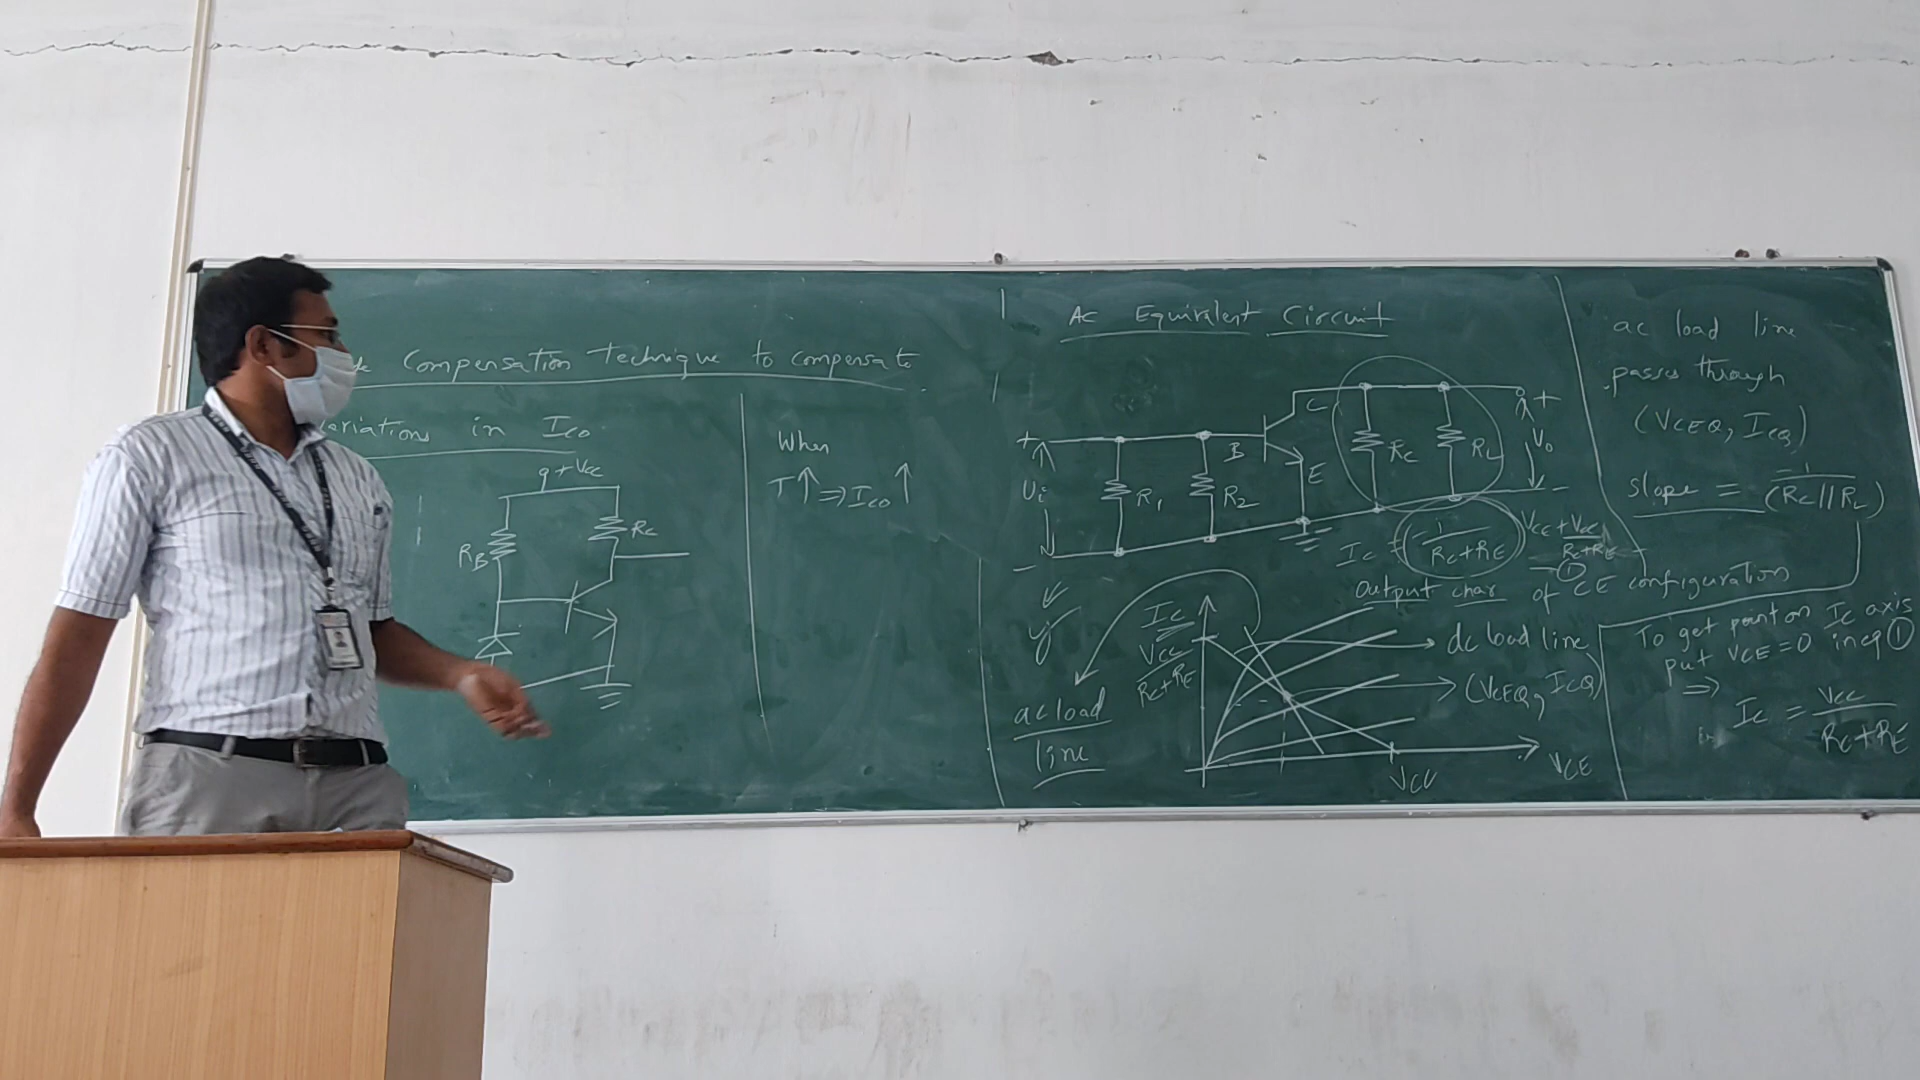 Compensation technique to compensate
variations in Ico
+Vcc
RB
Rc
When
T↑ ⇒ Ico ↑
AC Equivalent Circuit
+
Vi
−
R1
R2
B
C
E
Rc
RL
+
Vo
−
Ic = (−1/(Rc+RE)) VCE + Vcc/(Rc+RE) —①
Output char of CE configuration
Ic
Vcc/(Rc+RE)
ac load
line
dc load line
(VCEQ, ICQ)
Vcc
VCE
ac load line
passes through
(VCEQ, ICQ)
slope = −1/(Rc||RL)
To get point on Ic axis
put VCE = 0 in eq ①
⇒
Ic = Vcc/(Rc+RE)